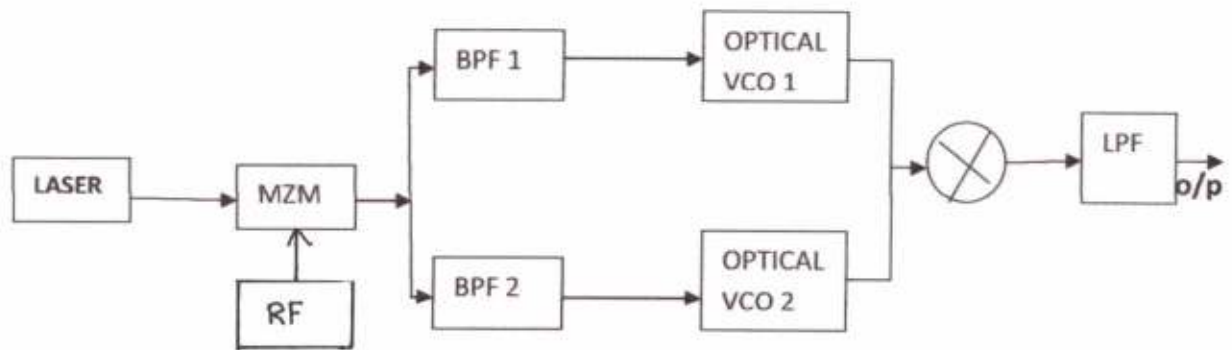 LASER
MZM
RF
BPF 1
OPTICAL
VCO 1
BPF 2
OPTICAL
VCO 2
LPF
o/p